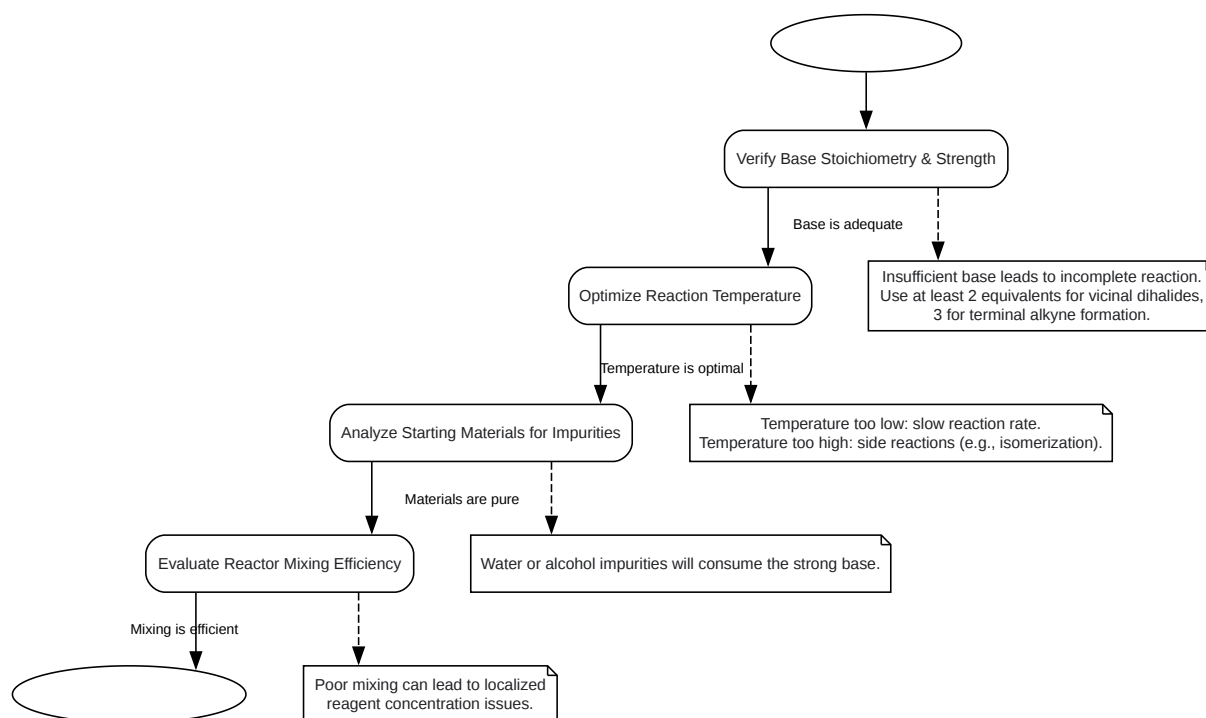 Verify Base Stoichiometry & Strength
Base is adequate
Insufficient base leads to incomplete reaction.
Use at least 2 equivalents for vicinal dihalides,
3 for terminal alkyne formation.
Optimize Reaction Temperature
Temperature is optimal
Temperature too low: slow reaction rate.
Temperature too high: side reactions (e.g., isomerization).
Analyze Starting Materials for Impurities
Materials are pure
Water or alcohol impurities will consume the strong base.
Evaluate Reactor Mixing Efficiency
Mixing is efficient
Poor mixing can lead to localized
reagent concentration issues.